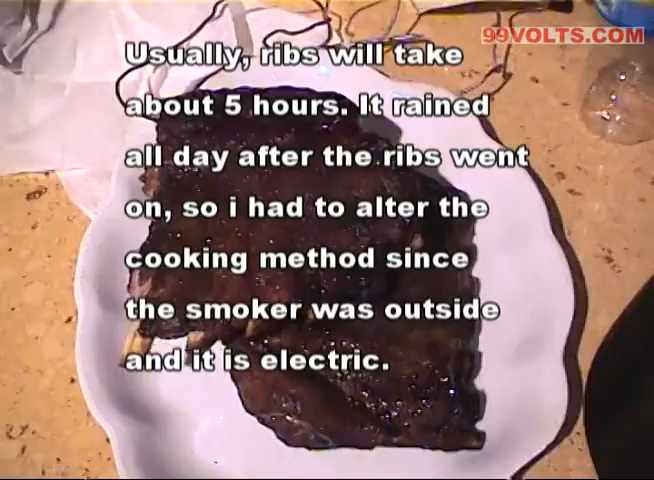 99VOLTS.COM
Usually, ribs will take
about 5 hours. It rained
all day after the ribs went
on, so i had to alter the
cooking method since
the smoker was outside
and it is electric.